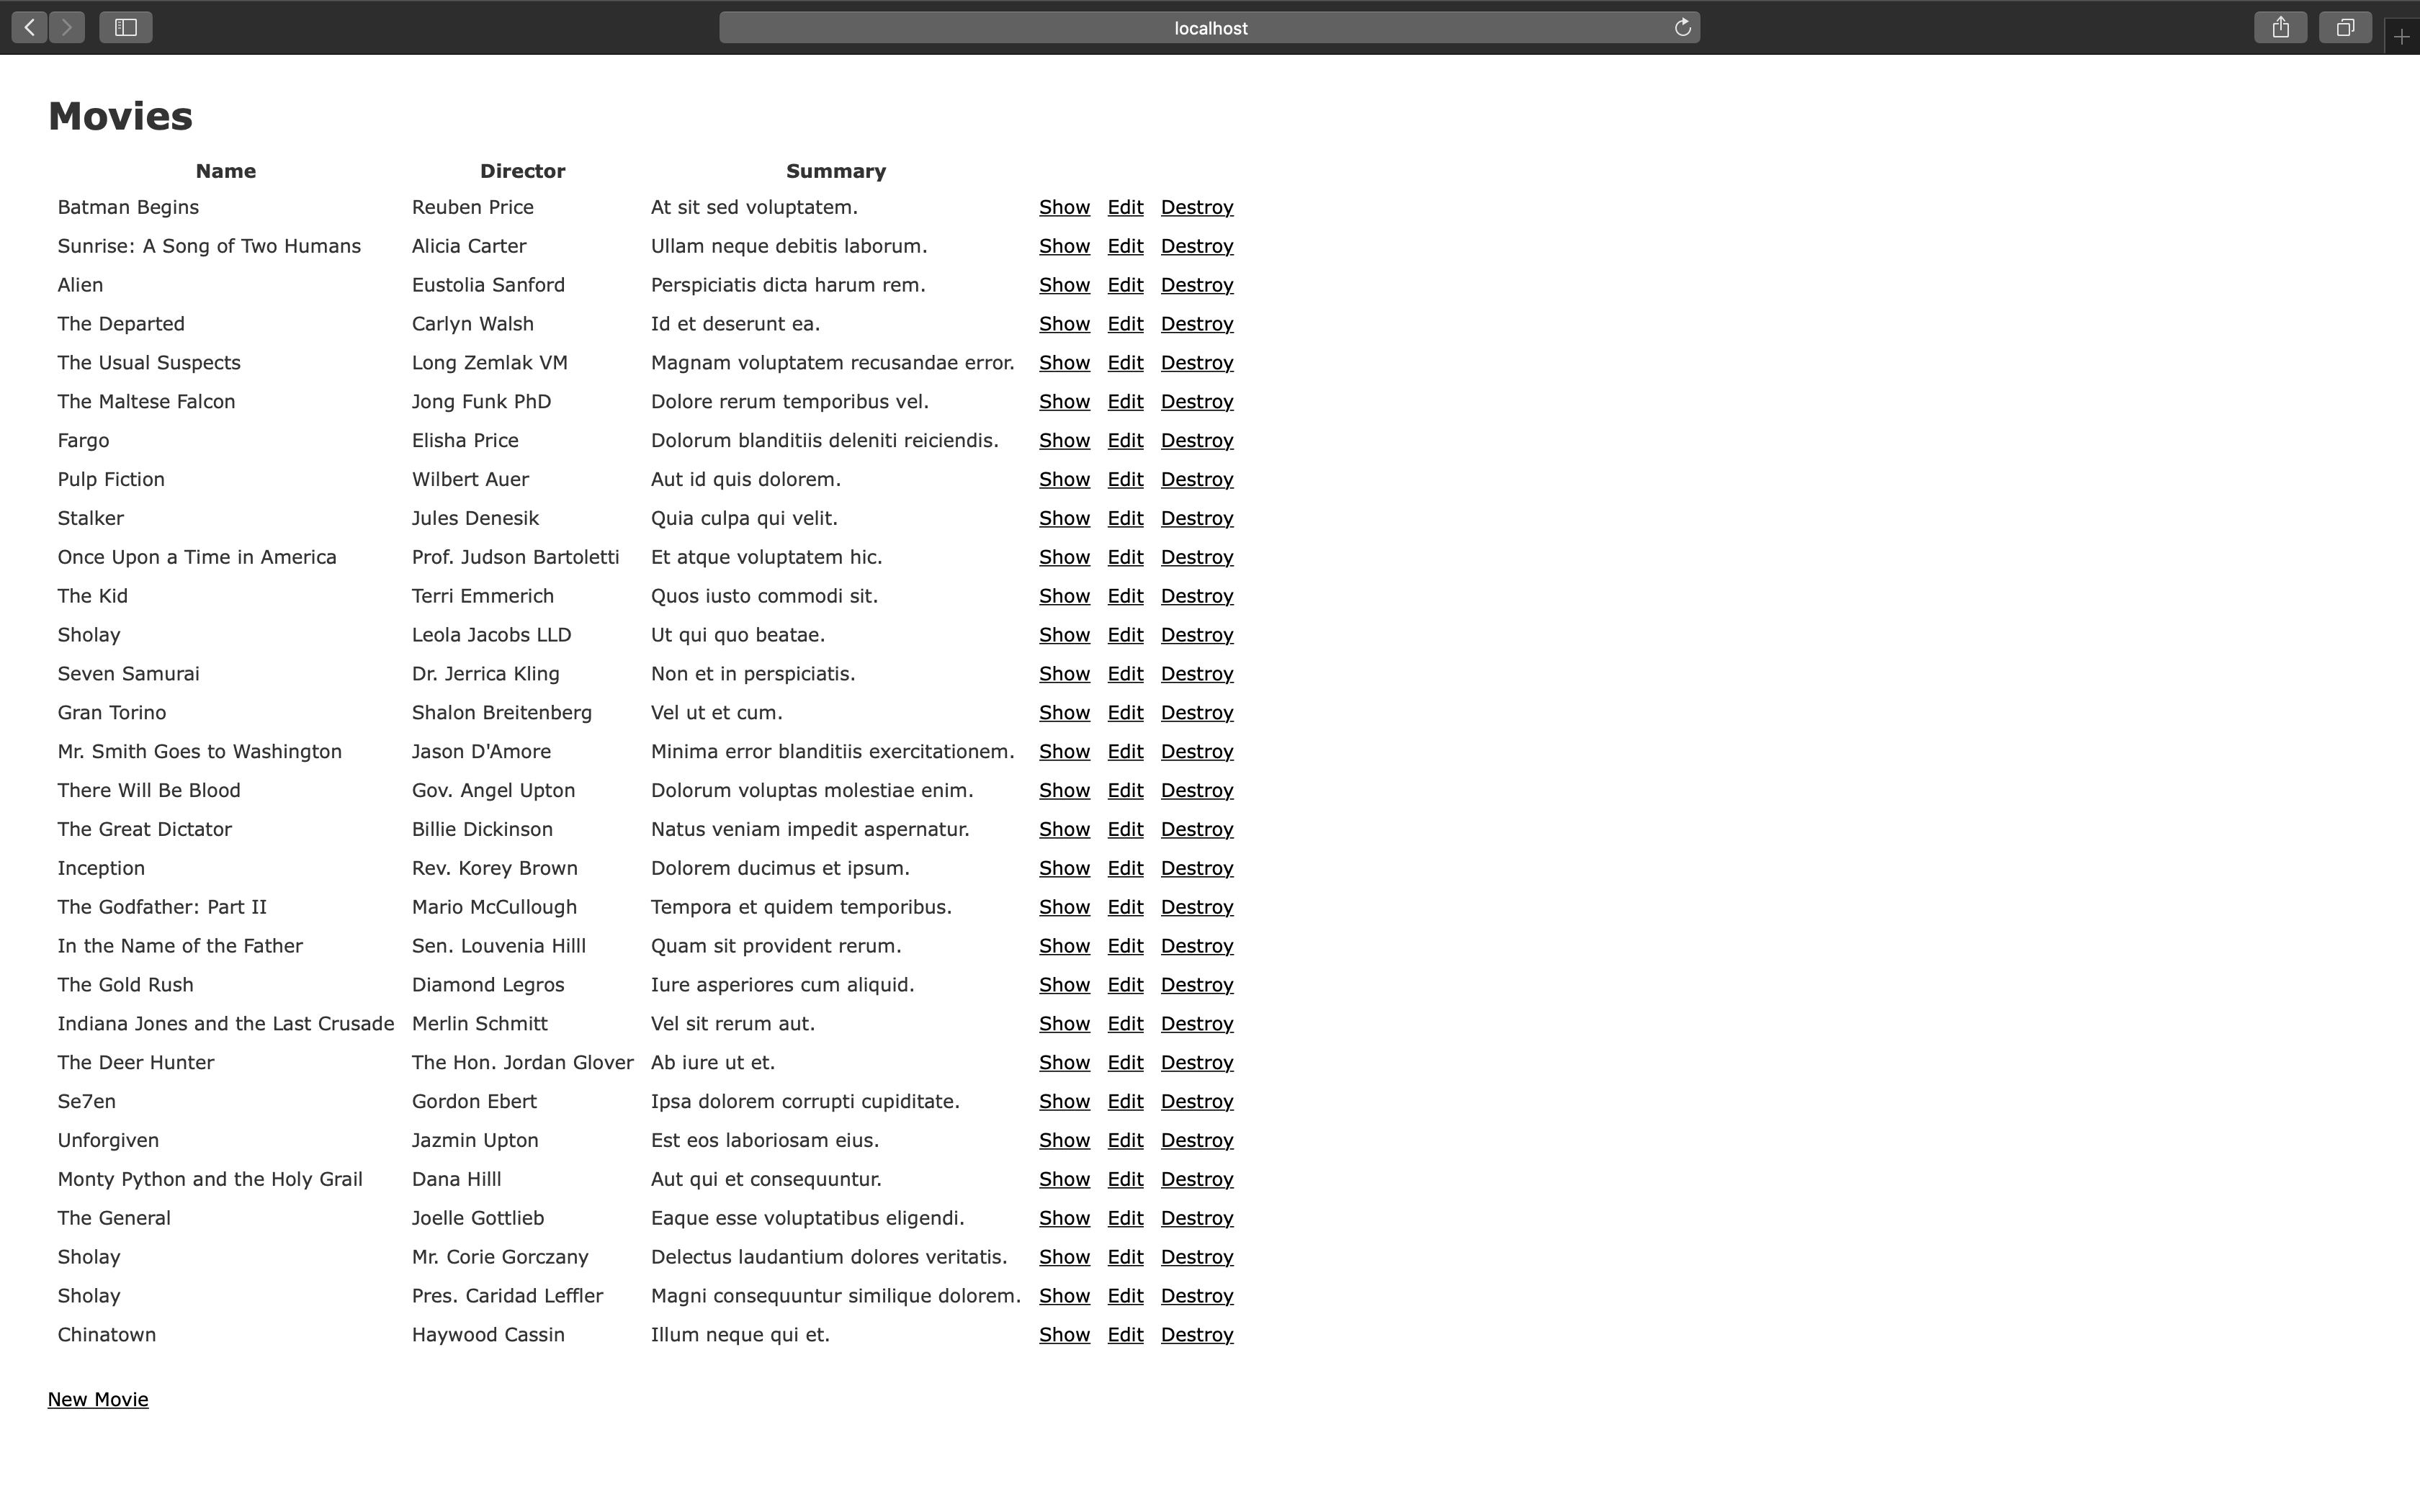 localhost
Movies
Name Director Summary
Batman Begins Reuben Price At sit sed voluptatem. Show Edit Destroy
Sunrise: A Song of Two Humans Alicia Carter Ullam neque debitis laborum. Show Edit Destroy
Alien Eustolia Sanford Perspiciatis dicta harum rem. Show Edit Destroy
The Departed Carlyn Walsh Id et deserunt ea. Show Edit Destroy
The Usual Suspects Long Zemlak VM Magnam voluptatem recusandae error. Show Edit Destroy
The Maltese Falcon Jong Funk PhD Dolore rerum temporibus vel. Show Edit Destroy
Fargo Elisha Price Dolorum blanditiis deleniti reiciendis. Show Edit Destroy
Pulp Fiction Wilbert Auer Aut id quis dolorem. Show Edit Destroy
Stalker Jules Denesik Quia culpa qui velit. Show Edit Destroy
Once Upon a Time in America Prof. Judson Bartoletti Et atque voluptatem hic. Show Edit Destroy
The Kid Terri Emmerich Quos iusto commodi sit. Show Edit Destroy
Sholay Leola Jacobs LLD Ut qui quo beatae. Show Edit Destroy
Seven Samurai Dr. Jerrica Kling Non et in perspiciatis. Show Edit Destroy
Gran Torino Shalon Breitenberg Vel ut et cum. Show Edit Destroy
Mr. Smith Goes to Washington Jason D'Amore Minima error blanditiis exercitationem. Show Edit Destroy
There Will Be Blood Gov. Angel Upton Dolorum voluptas molestiae enim. Show Edit Destroy
The Great Dictator Billie Dickinson Natus veniam impedit aspernatur. Show Edit Destroy
Inception Rev. Korey Brown Dolorem ducimus et ipsum. Show Edit Destroy
The Godfather: Part II Mario McCullough Tempora et quidem temporibus. Show Edit Destroy
In the Name of the Father Sen. Louvenia Hilll Quam sit provident rerum. Show Edit Destroy
The Gold Rush Diamond Legros Iure asperiores cum aliquid. Show Edit Destroy
Indiana Jones and the Last Crusade Merlin Schmitt Vel sit rerum aut. Show Edit Destroy
The Deer Hunter The Hon. Jordan Glover Ab iure ut et. Show Edit Destroy
Se7en Gordon Ebert Ipsa dolorem corrupti cupiditate. Show Edit Destroy
Unforgiven Jazmin Upton Est eos laboriosam eius. Show Edit Destroy
Monty Python and the Holy Grail Dana Hilll Aut qui et consequuntur. Show Edit Destroy
The General Joelle Gottlieb Eaque esse voluptatibus eligendi. Show Edit Destroy
Sholay Mr. Corie Gorczany Delectus laudantium dolores veritatis. Show Edit Destroy
Sholay Pres. Caridad Leffler Magni consequuntur similique dolorem. Show Edit Destroy
Chinatown Haywood Cassin Illum neque qui et. Show Edit Destroy
New Movie